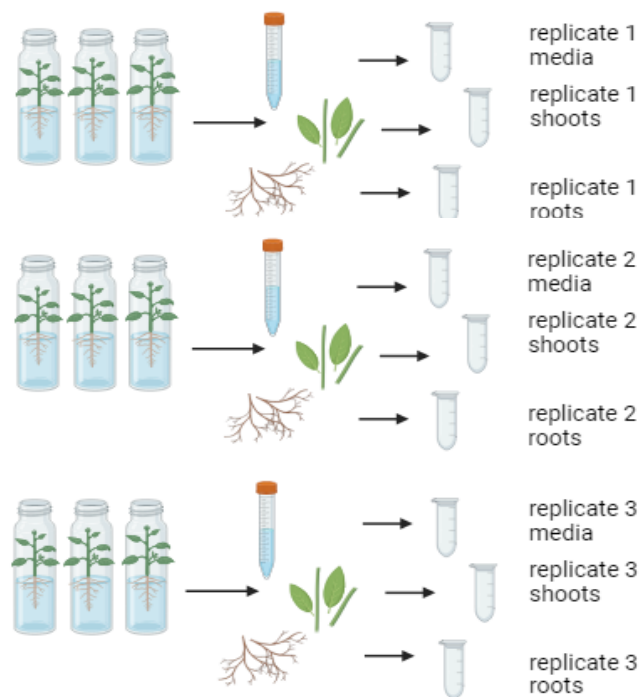 replicate 1
media
replicate 1
shoots
replicate 1
roots
replicate 2
media
replicate 2
shoots
replicate 2
roots
replicate 3
media
replicate 3
shoots
replicate 3
roots